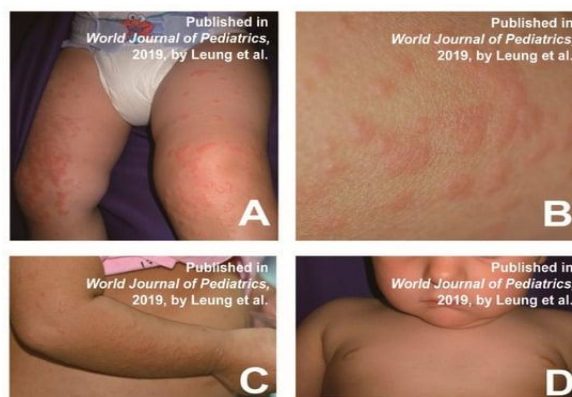 Published in
World Journal of Pediatrics,
2019, by Leung et al.
A
Published in
World Journal of Pediatrics,
2019, by Leung et al.
B
Published in
World Journal of Pediatrics,
2019, by Leung et al.
C
Published in
World Journal of Pediatrics,
2019, by Leung et al.
D